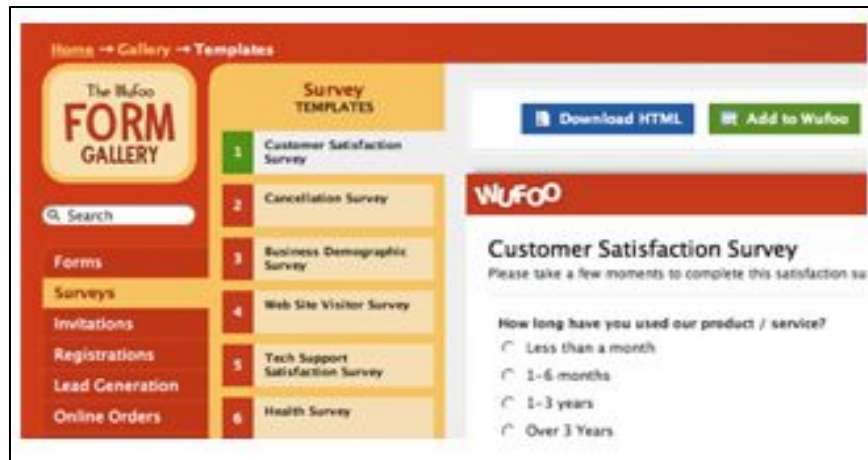 Home → Gallery → Templates
The Wufoo
FORM
GALLERY
Search
Forms
Surveys
Invitations
Registrations
Lead Generation
Online Orders
Survey
TEMPLATES
1 Customer Satisfaction
Survey
2 Cancellation Survey
3 Business Demographic
Survey
4 Web Site Visitor Survey
5 Tech Support
Satisfaction Survey
6 Health Survey
Download HTML
Add to Wufoo
WUFOO
Customer Satisfaction Survey
Please take a few moments to complete this satisfaction su
How long have you used our product / service?
Less than a month
1-6 months
1-3 years
Over 3 Years